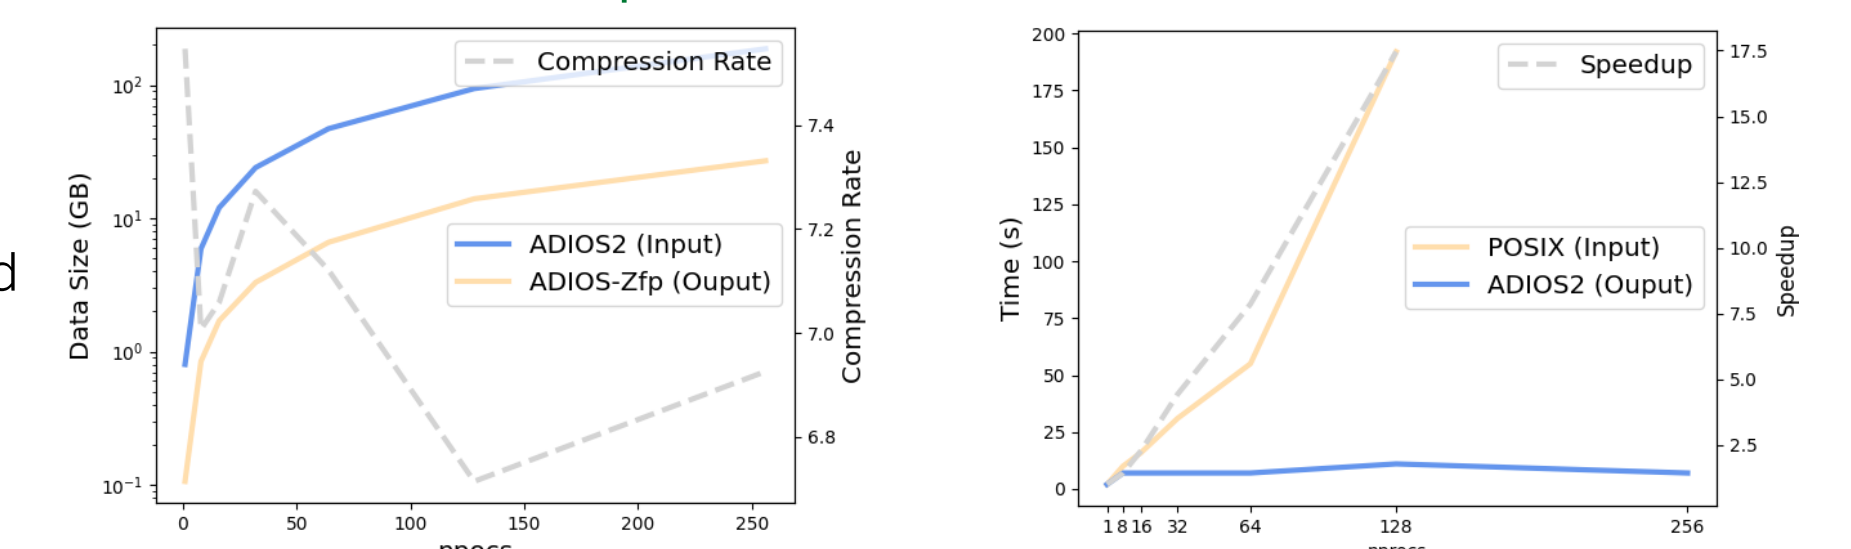 d
Data Size (GB)
10²
10¹
10⁰
10⁻¹
Compression Rate
ADIOS2 (Input)
ADIOS-Zfp (Ouput)
7.4
7.2
7.0
6.8
Compression Rate
0 50 100 150 200 250
Time (s)
200
175
150
125
100
75
50
25
0
Speedup
POSIX (Input)
ADIOS2 (Ouput)
17.5
15.0
12.5
10.0
7.5
5.0
2.5
Speedup
1 8 16 32 64 128 256